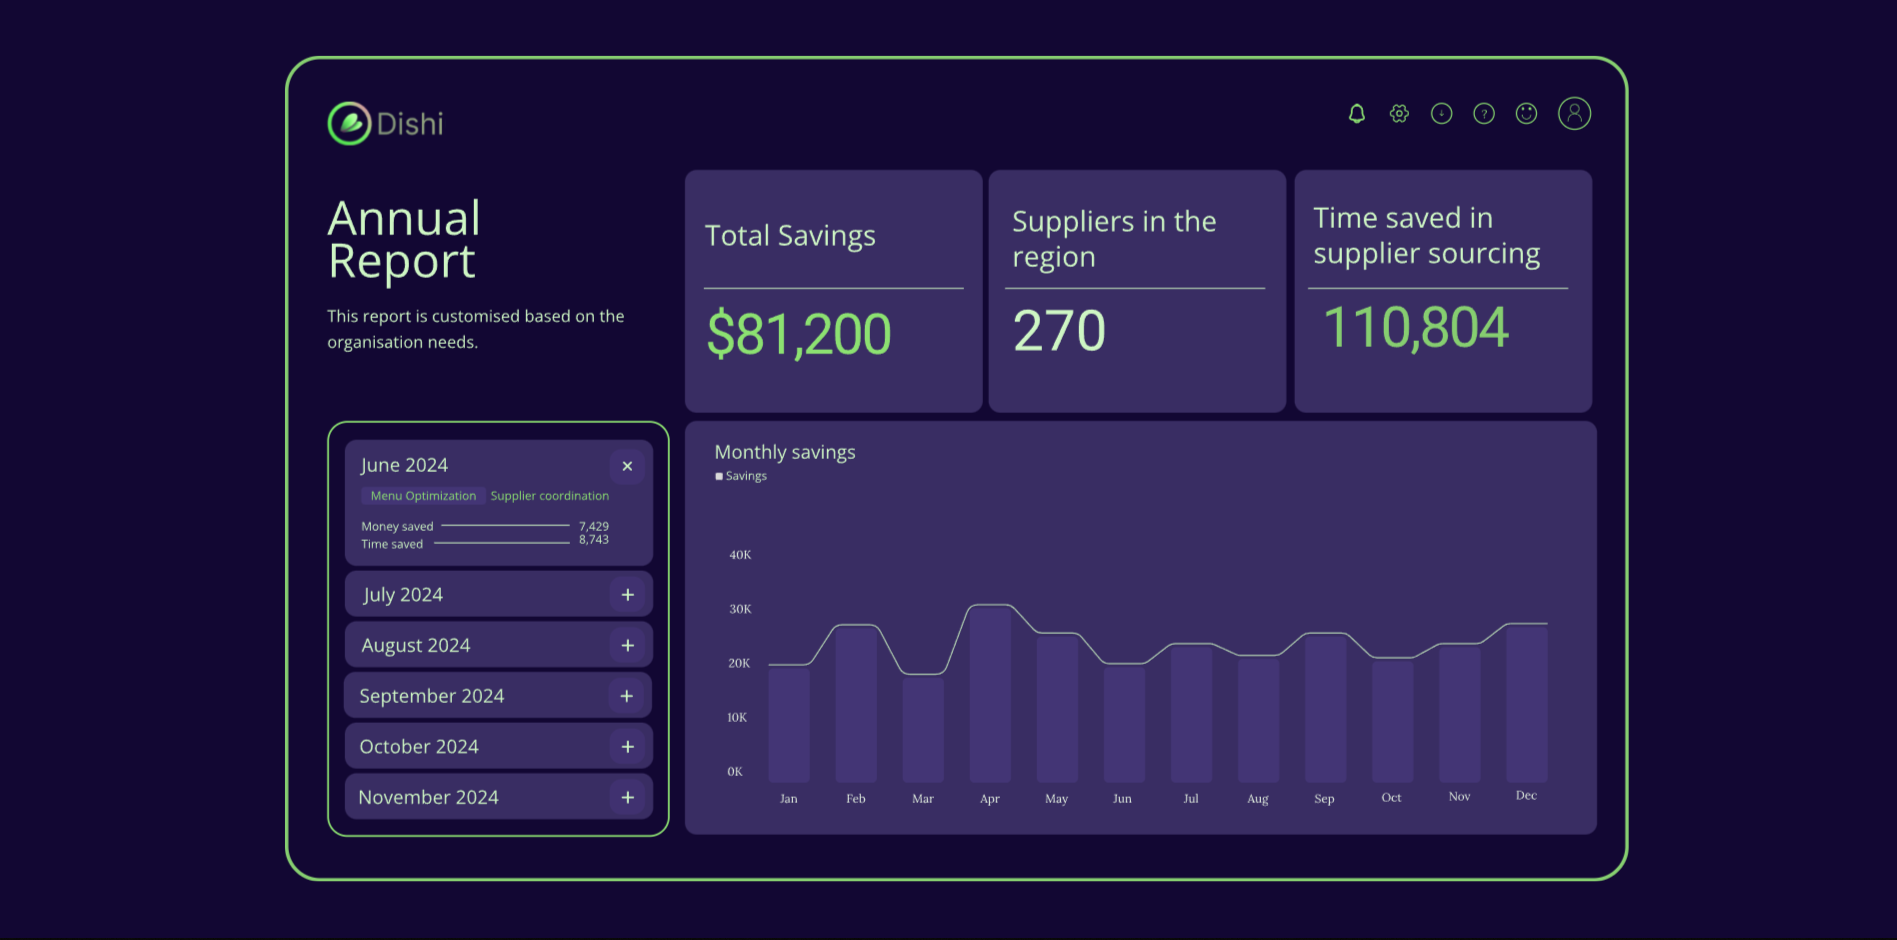 Dishi
Annual
Report
This report is customised based on the
organisation needs.
Total Savings
$81,200
Suppliers in the
region
270
Time saved in
supplier sourcing
110,804
June 2024
Menu Optimization Supplier coordination
Money saved 7,429
Time saved 8,743
July 2024
August 2024
September 2024
October 2024
November 2024
Monthly savings
Savings
40K
30K
20K
10K
0K
Jan Feb Mar Apr May Jun Jul Aug Sep Oct Nov Dec